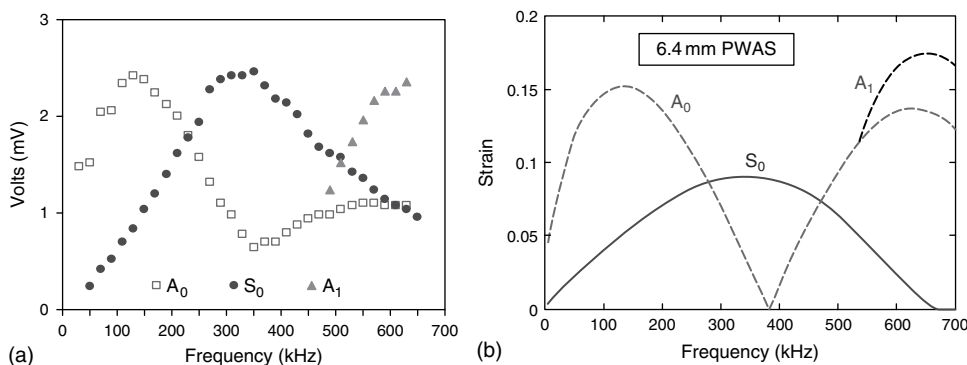 3
2
1
0
Volts (mV)
A0 S0 A1
0 100 200 300 400 500 600 700
(a) Frequency (kHz)
0.2
0.15
0.1
0.05
0
Strain
6.4 mm PWAS
A0
S0
A1
0 100 200 300 400 500 600 700
(b) Frequency (kHz)